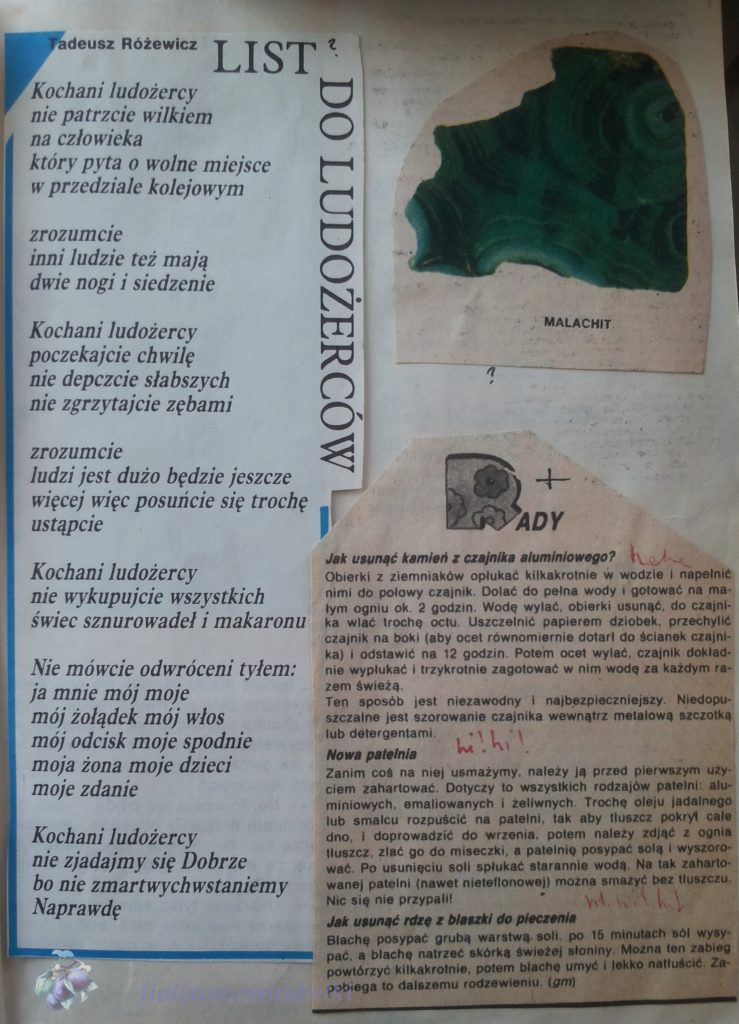 Tadeusz Różewicz
LIST ?
DO LUDOŻERCÓW
Kochani ludożercy
nie patrzcie wilkiem
na człowieka
który pyta o wolne miejsce
w przedziale kolejowym
zrozumcie
inni ludzie też mają
dwie nogi i siedzenie
Kochani ludożercy
poczekajcie chwilę
nie depczcie słabszych
nie zgrzytajcie zębami
zrozumcie
ludzi jest dużo będzie jeszcze
więcej więc posuńcie się trochę
ustąpcie
Kochani ludożercy
nie wykupujcie wszystkich
świec sznurowadeł i makaronu
Nie mówcie odwróceni tyłem:
ja mnie mój moje
mój żołądek mój włos
mój odcisk moje spodnie
moja żona moje dzieci
moje zdanie
Kochani ludożercy
nie zjadajmy się Dobrze
bo nie zmartwychwstaniemy
Naprawdę
MALACHIT
?
RADY +
Jak usunąć kamień z czajnika aluminiowego? hehe
Obierki z ziemniaków opłukać kilkakrotnie w wodzie i napełnić
nimi do połowy czajnik. Dolać do pełna wody i gotować na ma-
łym ogniu ok. 2 godzin. Wodę wylać, obierki usunąć, do czajni-
ka wlać trochę octu. Uszczelnić papierem dziobek, przechylić
czajnik na boki (aby ocet równomiernie dotarł do ścianek czajni-
ka) i odstawić na 12 godzin. Potem ocet wylać, czajnik dokład-
nie wypłukać i trzykrotnie zagotować w nim wodę za każdym ra-
zem świeżą.
Ten sposób jest niezawodny i najbezpieczniejszy. Niedopu-
szczalne jest szorowanie czajnika wewnątrz metalową szczotką
lub detergentami.
hi! hi!
Nowa patelnia
Zanim coś na niej usmażymy, należy ją przed pierwszym uży-
ciem zahartować. Dotyczy to wszystkich rodzajów patelni: alu-
miniowych, emaliowanych i żeliwnych. Trochę oleju jadalnego
lub smalcu rozpuścić na patelni, tak aby tłuszcz pokrył całe
dno, i doprowadzić do wrzenia, potem należy zdjąć z ognia
tłuszcz, zlać go do miseczki, a patelnię posypać solą i wyszoro-
wać. Po usunięciu soli spłukać starannie wodą. Na tak zaharto-
wanej patelni (nawet nieteflonowej) można smażyć bez tłuszczu.
Nic się nie przypali!
Jak usunąć rdzę z blaszki do pieczenia
Blachę posypać grubą warstwą soli, po 15 minutach sól wysy-
pać, a blachę natrzeć skórką świeżej słoniny. Można ten zabieg
powtórzyć kilkakrotnie, potem blachę umyć i lekko natłuścić. Za-
pobiega to dalszemu rodzewieniu. (gm)